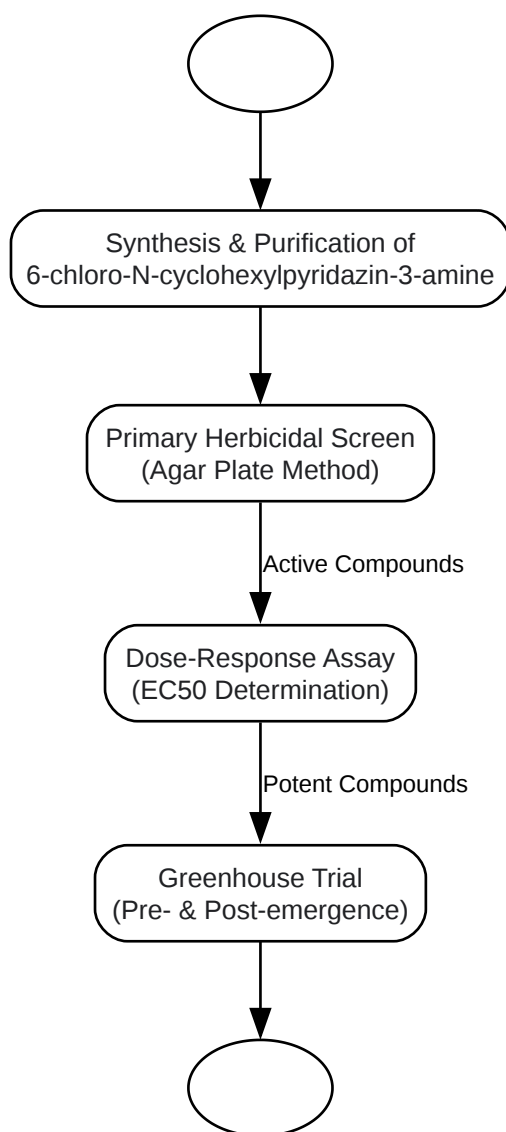 Synthesis & Purification of
6-chloro-N-cyclohexylpyridazin-3-amine
Primary Herbicidal Screen
(Agar Plate Method)
Active Compounds
Dose-Response Assay
(EC50 Determination)
Potent Compounds
Greenhouse Trial
(Pre- & Post-emergence)